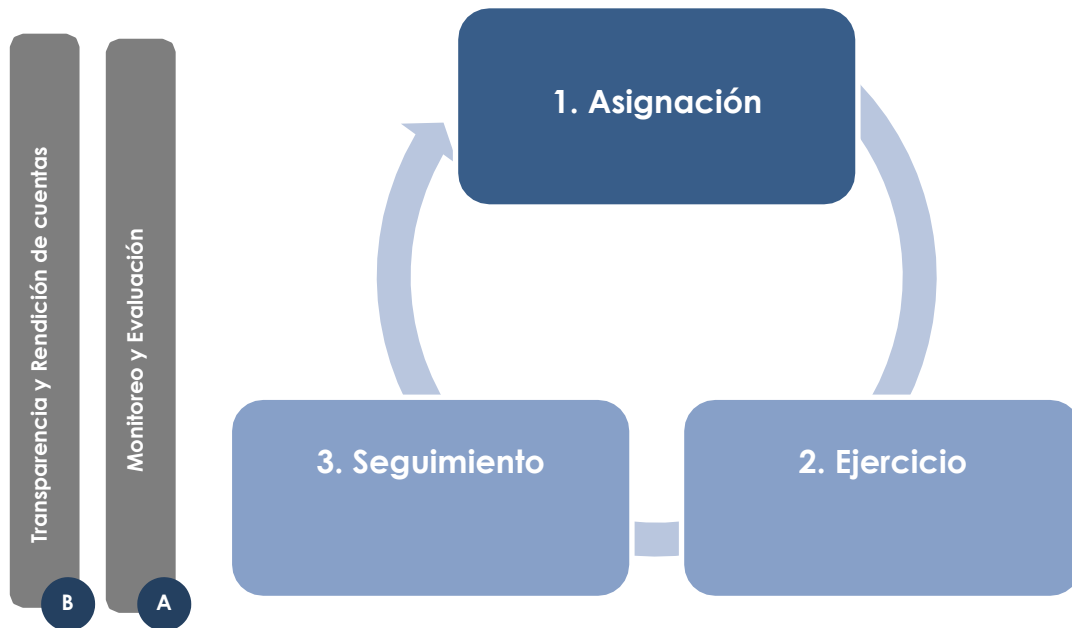 Transparencia y Rendición de cuentas
B
Monitoreo y Evaluación
A
1. Asignación
3. Seguimiento
2. Ejercicio